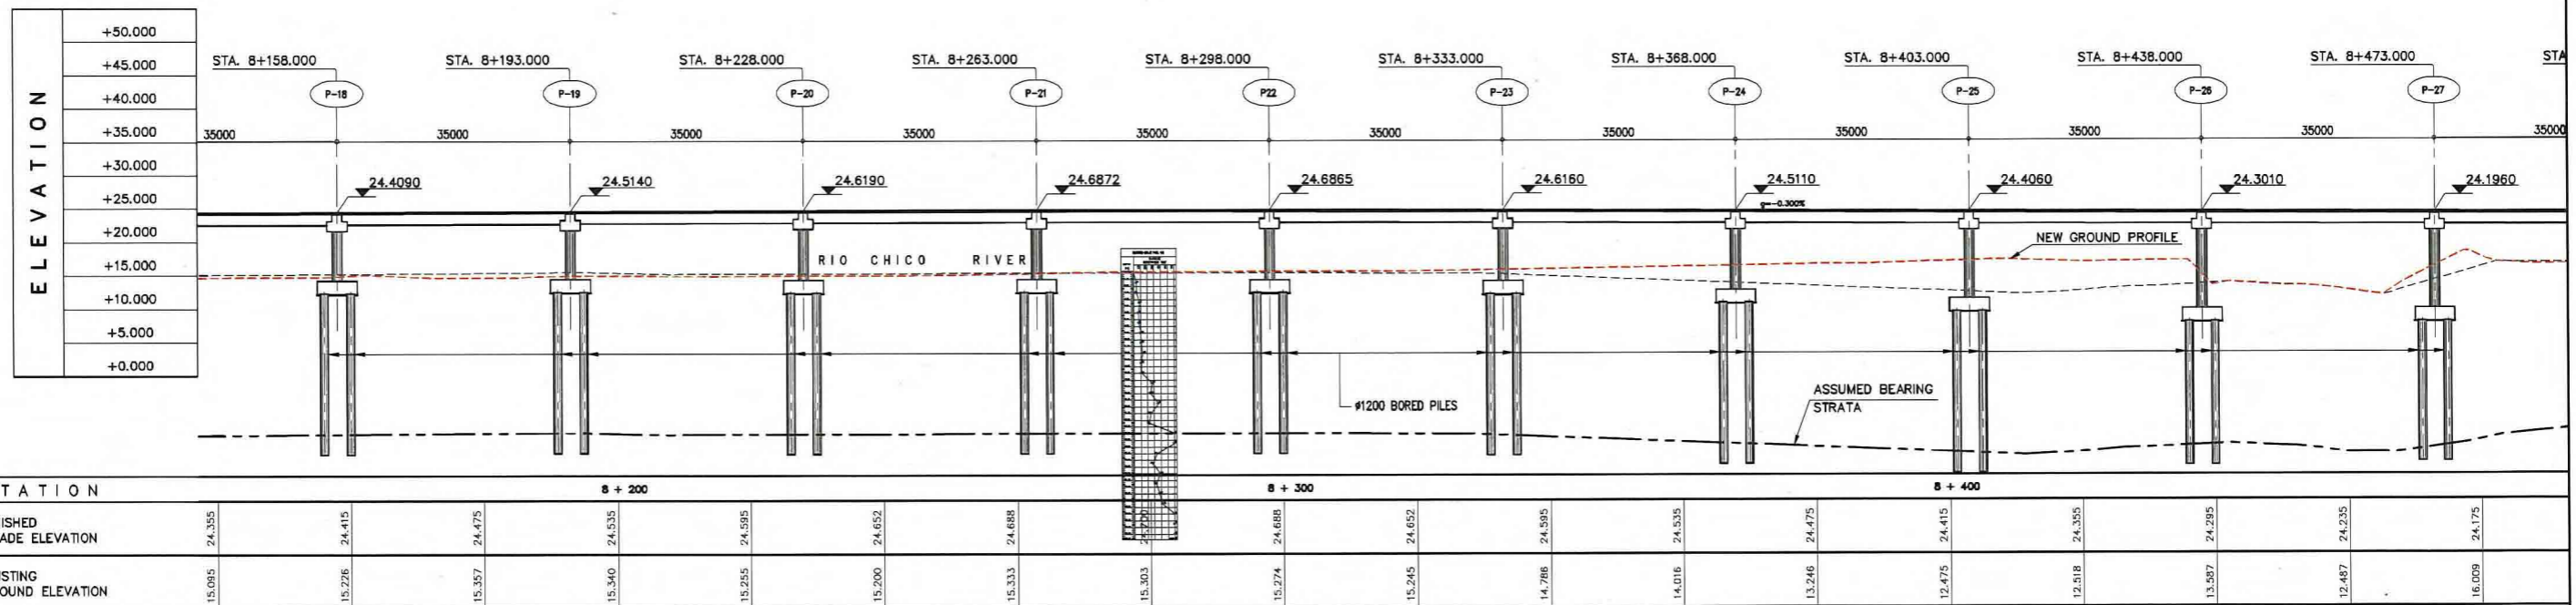 ELEVATION
+50.000
+45.000
+40.000
+35.000
+30.000
+25.000
+20.000
+15.000
+10.000
+5.000
+0.000
STA. 8+158.000 STA. 8+193.000 STA. 8+228.000 STA. 8+263.000 STA. 8+298.000 STA. 8+333.000 STA. 8+368.000 STA. 8+403.000 STA. 8+438.000 STA. 8+473.000 STA
P-18 P-19 P-20 P-21 P22 P-23 P-24 P-25 P-26 P-27
35000 35000 35000 35000 35000 35000 35000 35000 35000 35000 35000
24.4090 24.5140 24.6190 24.6872 24.6865 24.6160 24.5110 24.4060 24.3010 24.1960
g=-0.300%
NEW GROUND PROFILE
RIO CHICO RIVER
ASSUMED BEARING
STRATA
ø1200 BORED PILES
TATION 8 + 200 8 + 300 8 + 400
ISHED
ADE ELEVATION
24.355 24.415 24.475 24.535 24.595 24.652 24.688 24.688 24.652 24.595 24.535 24.475 24.415 24.355 24.295 24.235 24.175
ISTING
OUND ELEVATION
15.095 15.226 15.357 15.340 15.255 15.200 15.333 15.303 15.274 15.245 14.786 14.016 13.246 12.475 12.518 13.587 12.487 16.009